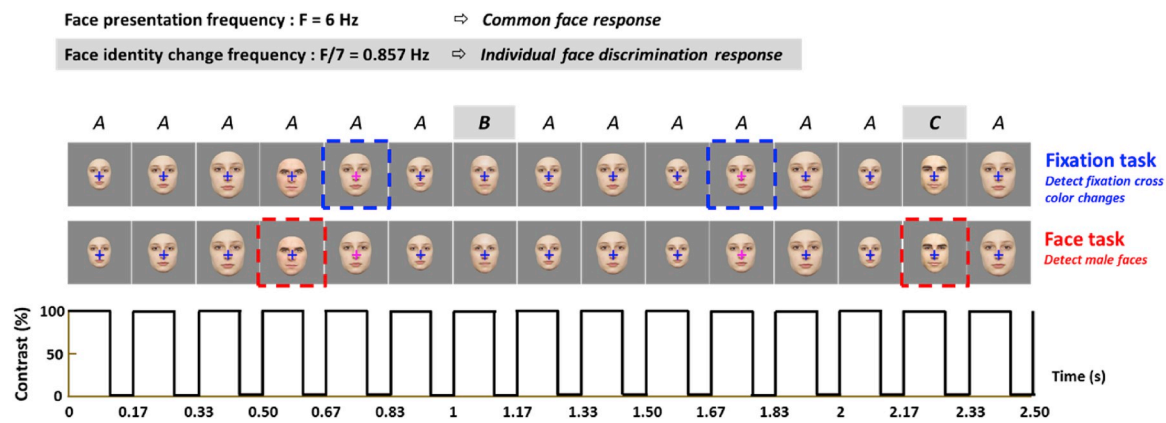 Face presentation frequency : F = 6 Hz ⇨ Common face response
Face identity change frequency : F/7 = 0.857 Hz ⇨ Individual face discrimination response
A A A A A A B A A A A A A C A
Fixation task
Detect fixation cross
color changes
Face task
Detect male faces
Contrast (%)
100
50
0
Time (s)
0 0.17 0.33 0.50 0.67 0.83 1 1.17 1.33 1.50 1.67 1.83 2 2.17 2.33 2.50